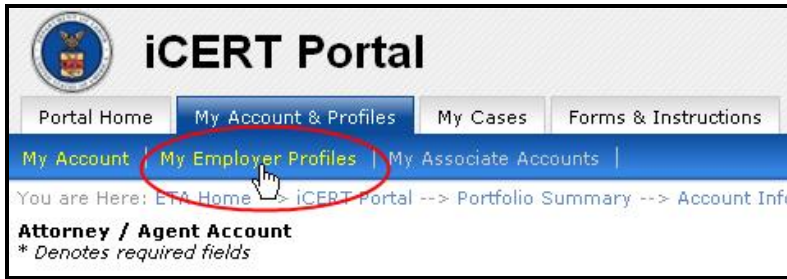 iCERT Portal
Portal Home My Account & Profiles My Cases Forms & Instructions
My Account | My Employer Profiles | My Associate Accounts |
You are Here: ETA Home --> iCERT Portal --> Portfolio Summary --> Account Info
Attorney / Agent Account
* Denotes required fields